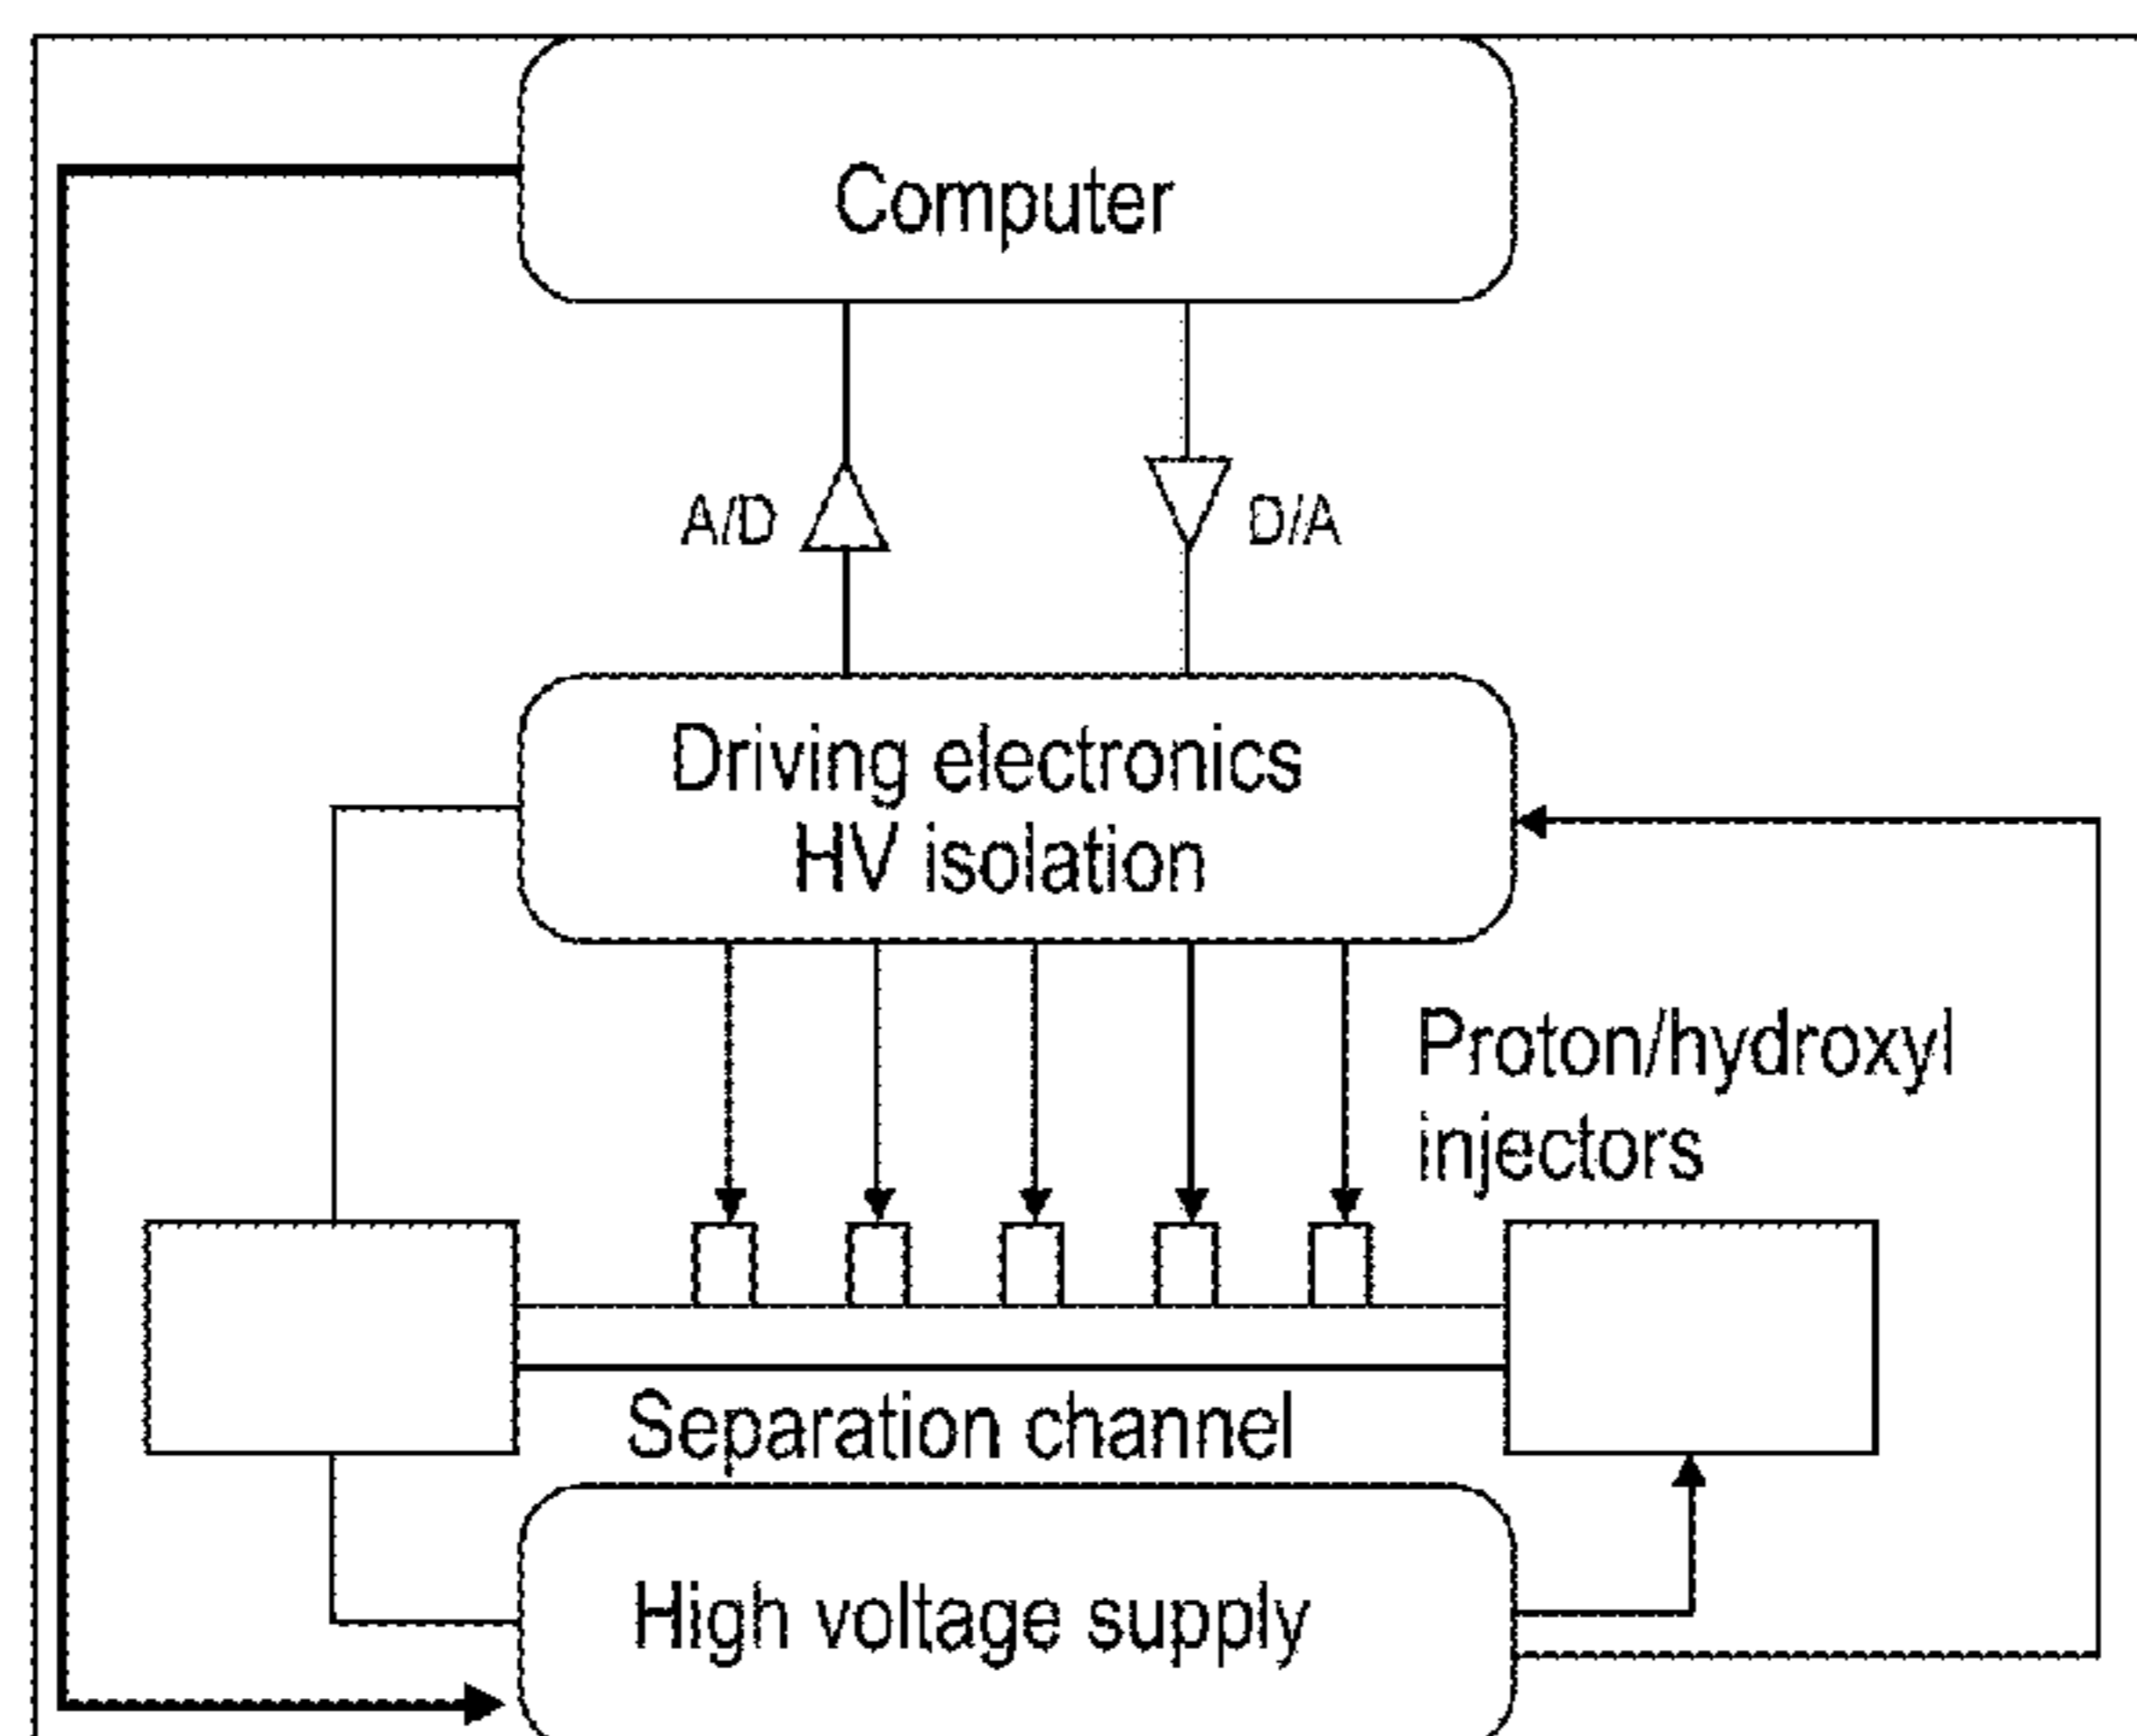 Computer
A/D
D/A
Driving electronics
HV isolation
Proton/hydroxyl
injectors
Separation channel
High voltage supply